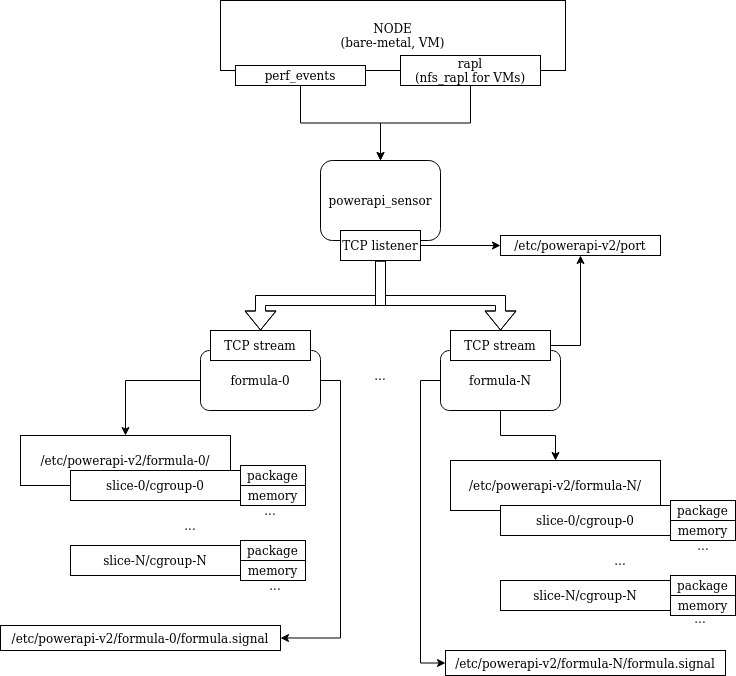 NODE
(bare-metal, VM)
perf_events
rapl
(nfs_rapl for VMs)
powerapi_sensor
TCP listener
/etc/powerapi-v2/port
TCP stream
formula-0
...
TCP stream
formula-N
/etc/powerapi-v2/formula-0/
slice-0/cgroup-0
package
memory
...
...
slice-N/cgroup-N
package
memory
...
/etc/powerapi-v2/formula-0/formula.signal
/etc/powerapi-v2/formula-N/
slice-0/cgroup-0
package
memory
...
...
slice-N/cgroup-N
package
memory
...
/etc/powerapi-v2/formula-N/formula.signal